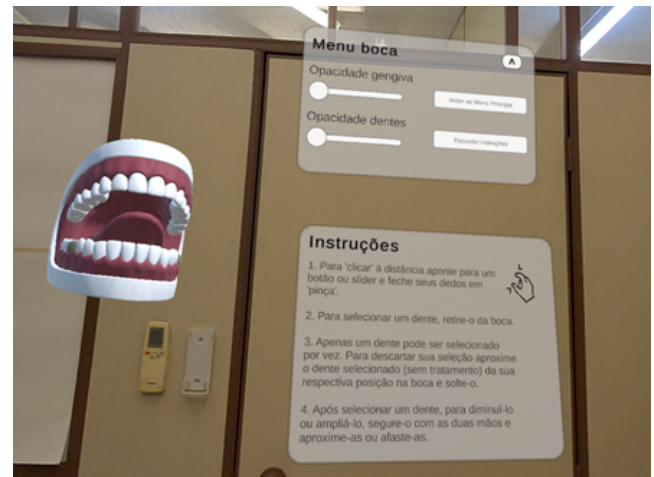 Menu boca
^
Opacidade gengiva
Voltar ao Menu Principal
Opacidade dentes
Esconder Instruções
Instruções
1. Para 'clicar' à distância aponte para um
botão ou slider e feche seus dedos em
'pinça'.
2. Para selecionar um dente, retire-o da boca.
3. Apenas um dente pode ser selecionado
por vez. Para descartar sua seleção aproxime
o dente selecionado (sem tratamento) da sua
respectiva posição na boca e solte-o.
4. Após selecionar um dente, para diminuí-lo
ou ampliá-lo, segure-o com as duas mãos e
aproxime-as ou afaste-as.